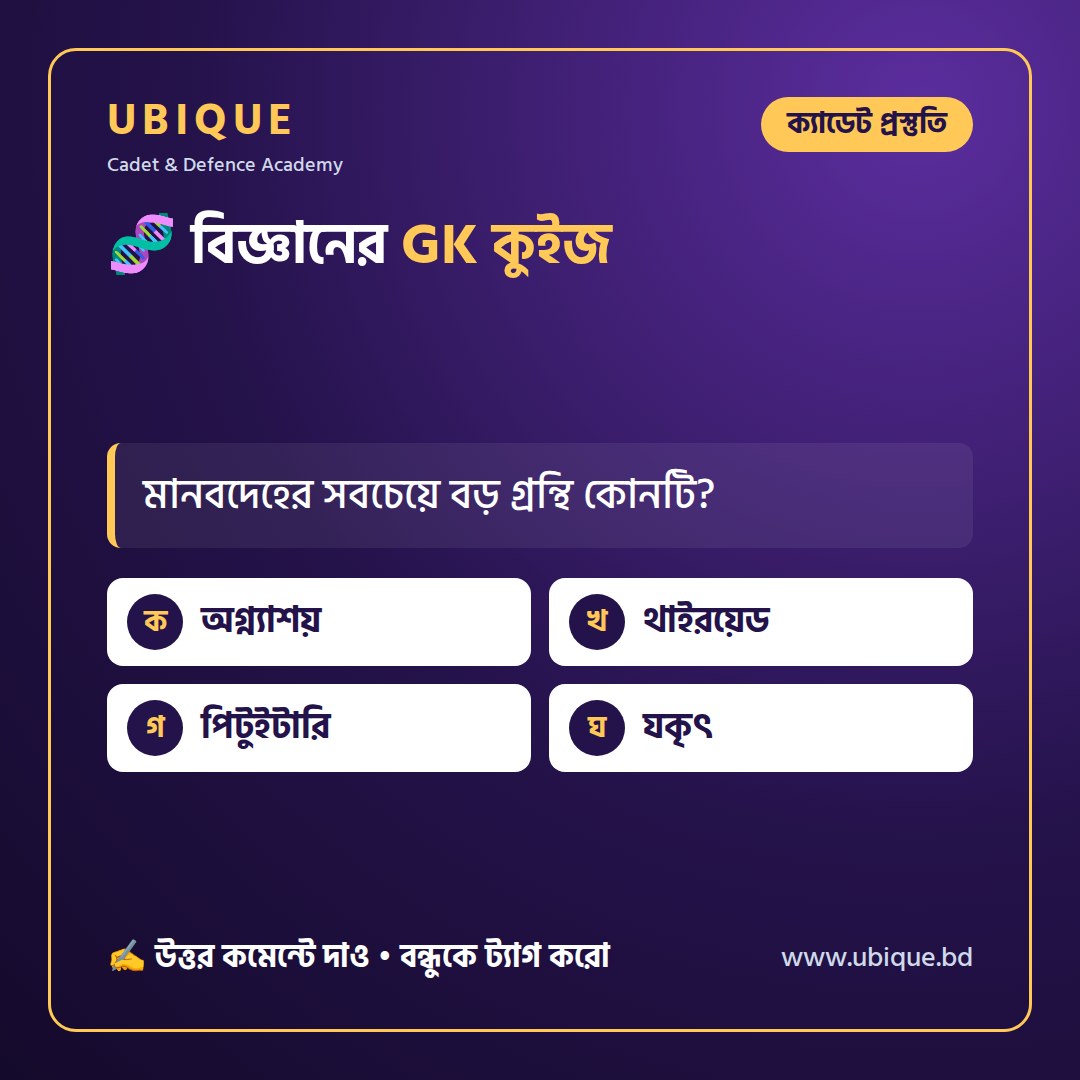 UBIQUE
Cadet & Defence Academy
ক্যাডেট প্রস্তুতি
বিজ্ঞানের GK কুইজ
মানবদেহের সবচেয়ে বড় গ্রন্থি কোনটি?
ক অগ্ন্যাশয়
খ থাইরয়েড
গ পিটুইটারি
ঘ যকৃৎ
✍️ উত্তর কমেন্টে দাও • বন্ধুকে ট্যাগ করো
www.ubique.bd